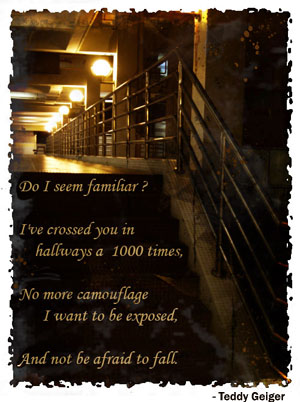 Do I seem familiar ?
I've crossed you in
hallways a 1000 times,
No more camouflage
I want to be exposed,
And not be afraid to fall.
- Teddy Geiger